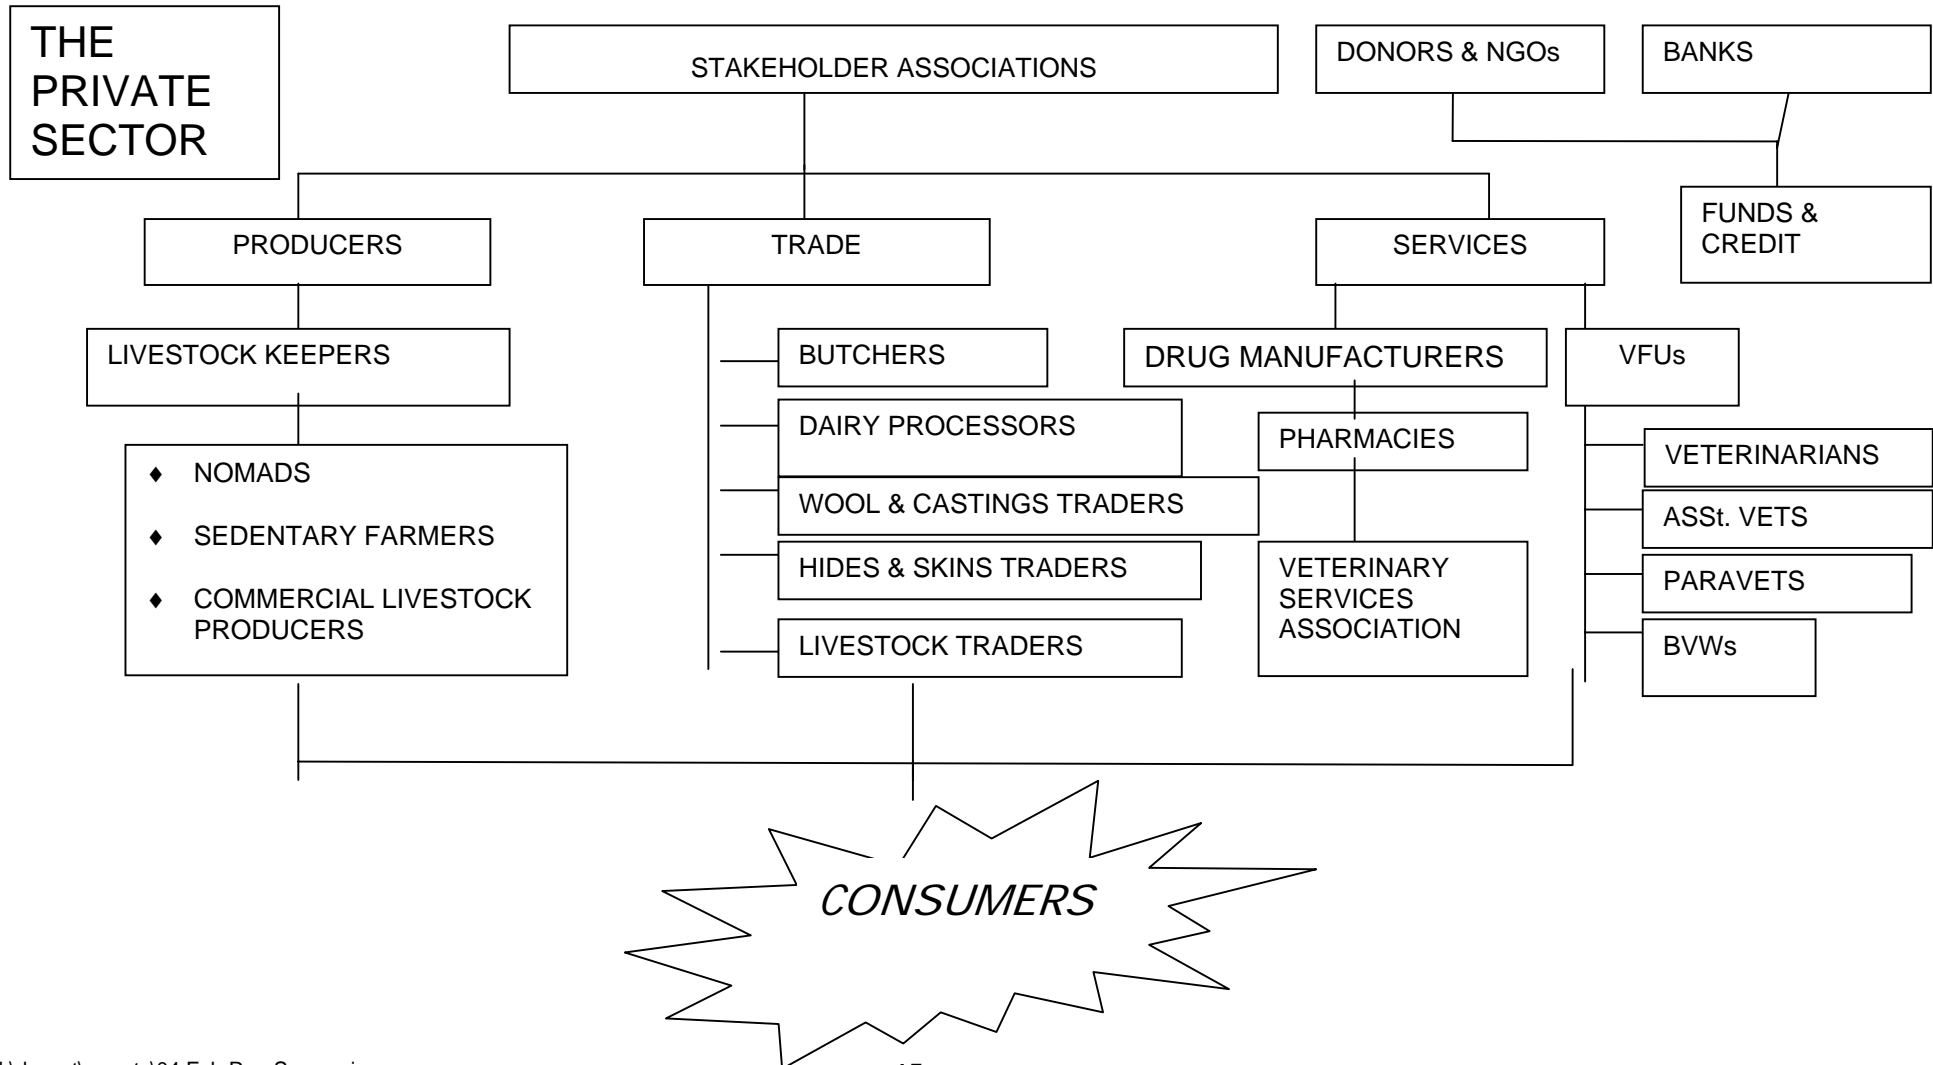 THE
PRIVATE
SECTOR
STAKEHOLDER ASSOCIATIONS
DONORS & NGOs
BANKS
FUNDS &
CREDIT
PRODUCERS
TRADE
SERVICES
LIVESTOCK KEEPERS
♦ NOMADS
♦ SEDENTARY FARMERS
♦ COMMERCIAL LIVESTOCK
PRODUCERS
BUTCHERS
DAIRY PROCESSORS
WOOL & CASTINGS TRADERS
HIDES & SKINS TRADERS
LIVESTOCK TRADERS
DRUG MANUFACTURERS
PHARMACIES
VETERINARY
SERVICES
ASSOCIATION
VFUs
VETERINARIANS
ASSt. VETS
PARAVETS
BVWs
CONSUMERS